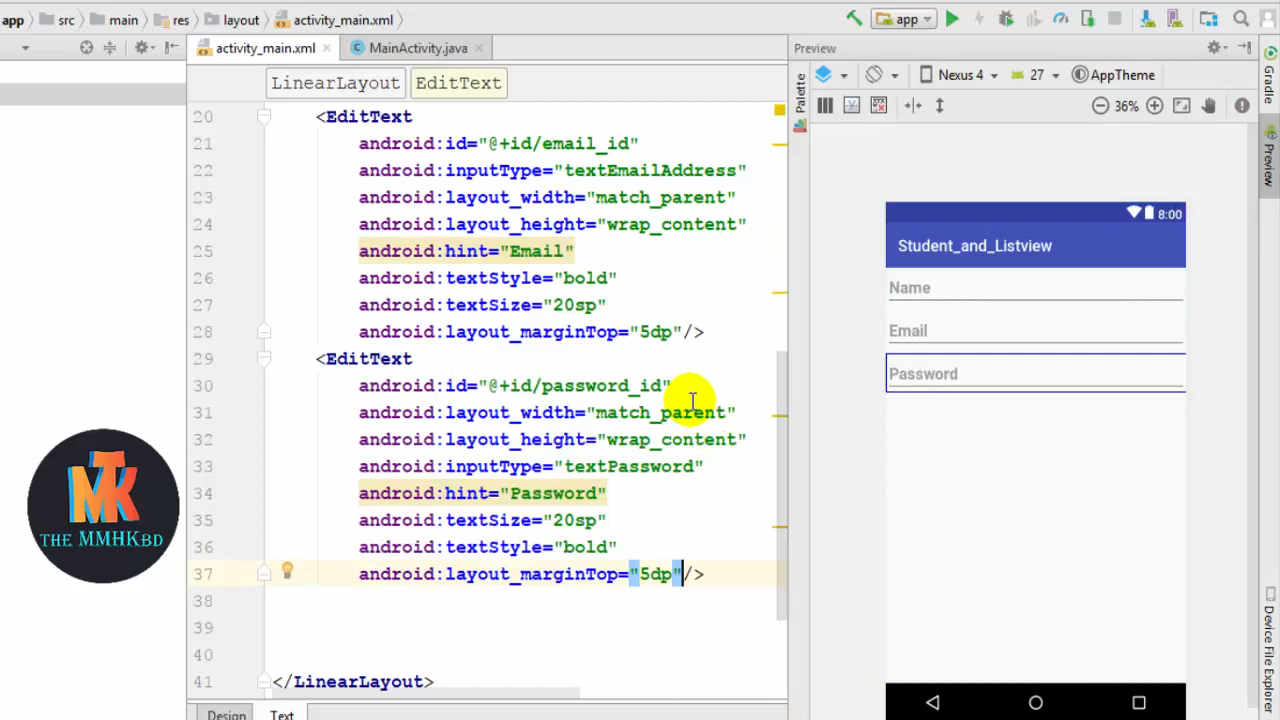 app src main res layout activity_main.xml app
activity_main.xml MainActivity.java Preview
LinearLayout EditText
Palette
Nexus 4 27 AppTheme
36%
Gradle
Preview
20 <EditText
21 android:id="@+id/email_id"
22 android:inputType="textEmailAddress"
23 android:layout_width="match_parent"
24 android:layout_height="wrap_content"
25 android:hint="Email"
26 android:textStyle="bold"
27 android:textSize="20sp"
28 android:layout_marginTop="5dp"/>
29 <EditText
30 android:id="@+id/password_id"
31 android:layout_width="match_parent"
32 android:layout_height="wrap_content"
33 android:inputType="textPassword"
34 android:hint="Password"
35 android:textSize="20sp"
36 android:textStyle="bold"
37 android:layout_marginTop="5dp"/>
38
39
40
41 </LinearLayout>
Design Text
8:00
Student_and_Listview
Name
Email
Password
Device File Explorer
MTK
THE MMHKBD